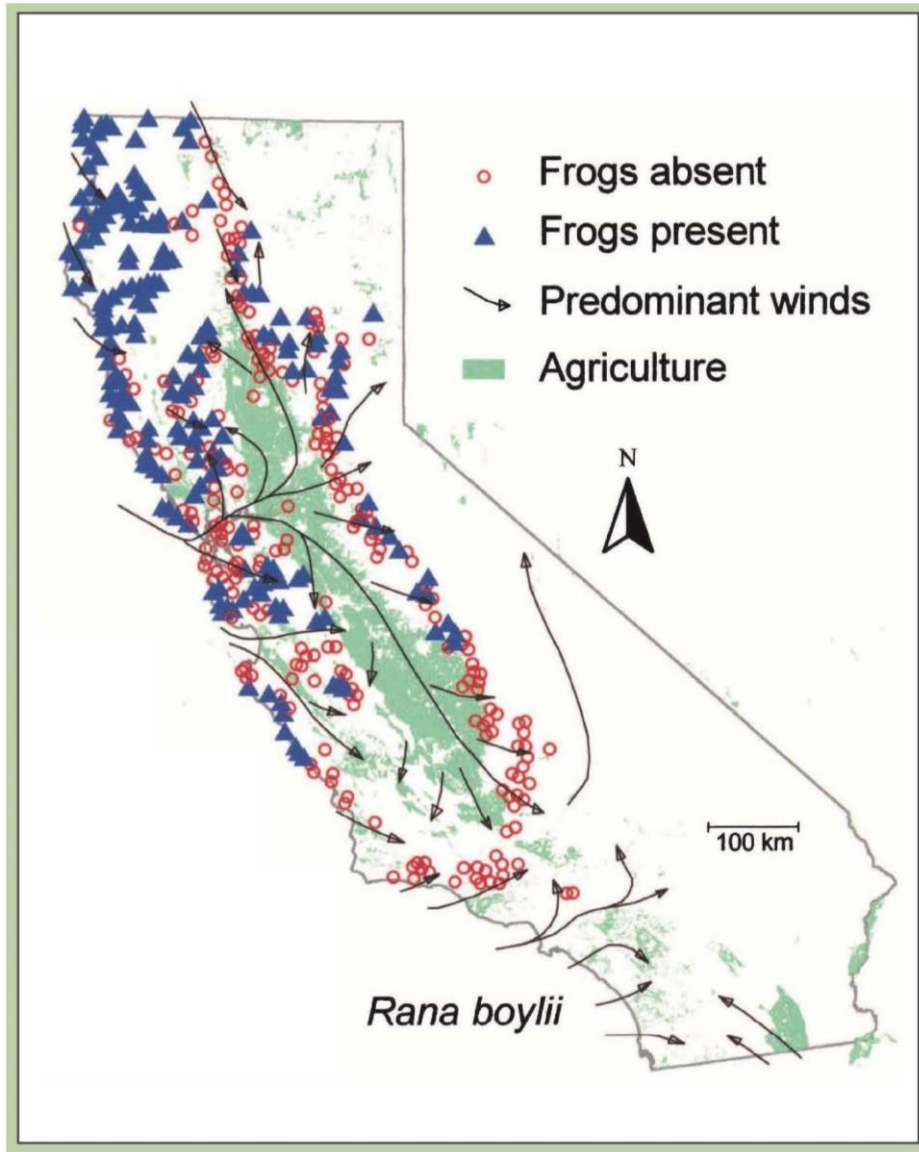 Frogs absent
Frogs present
Predominant winds
Agriculture
N
100 km
Rana boylii